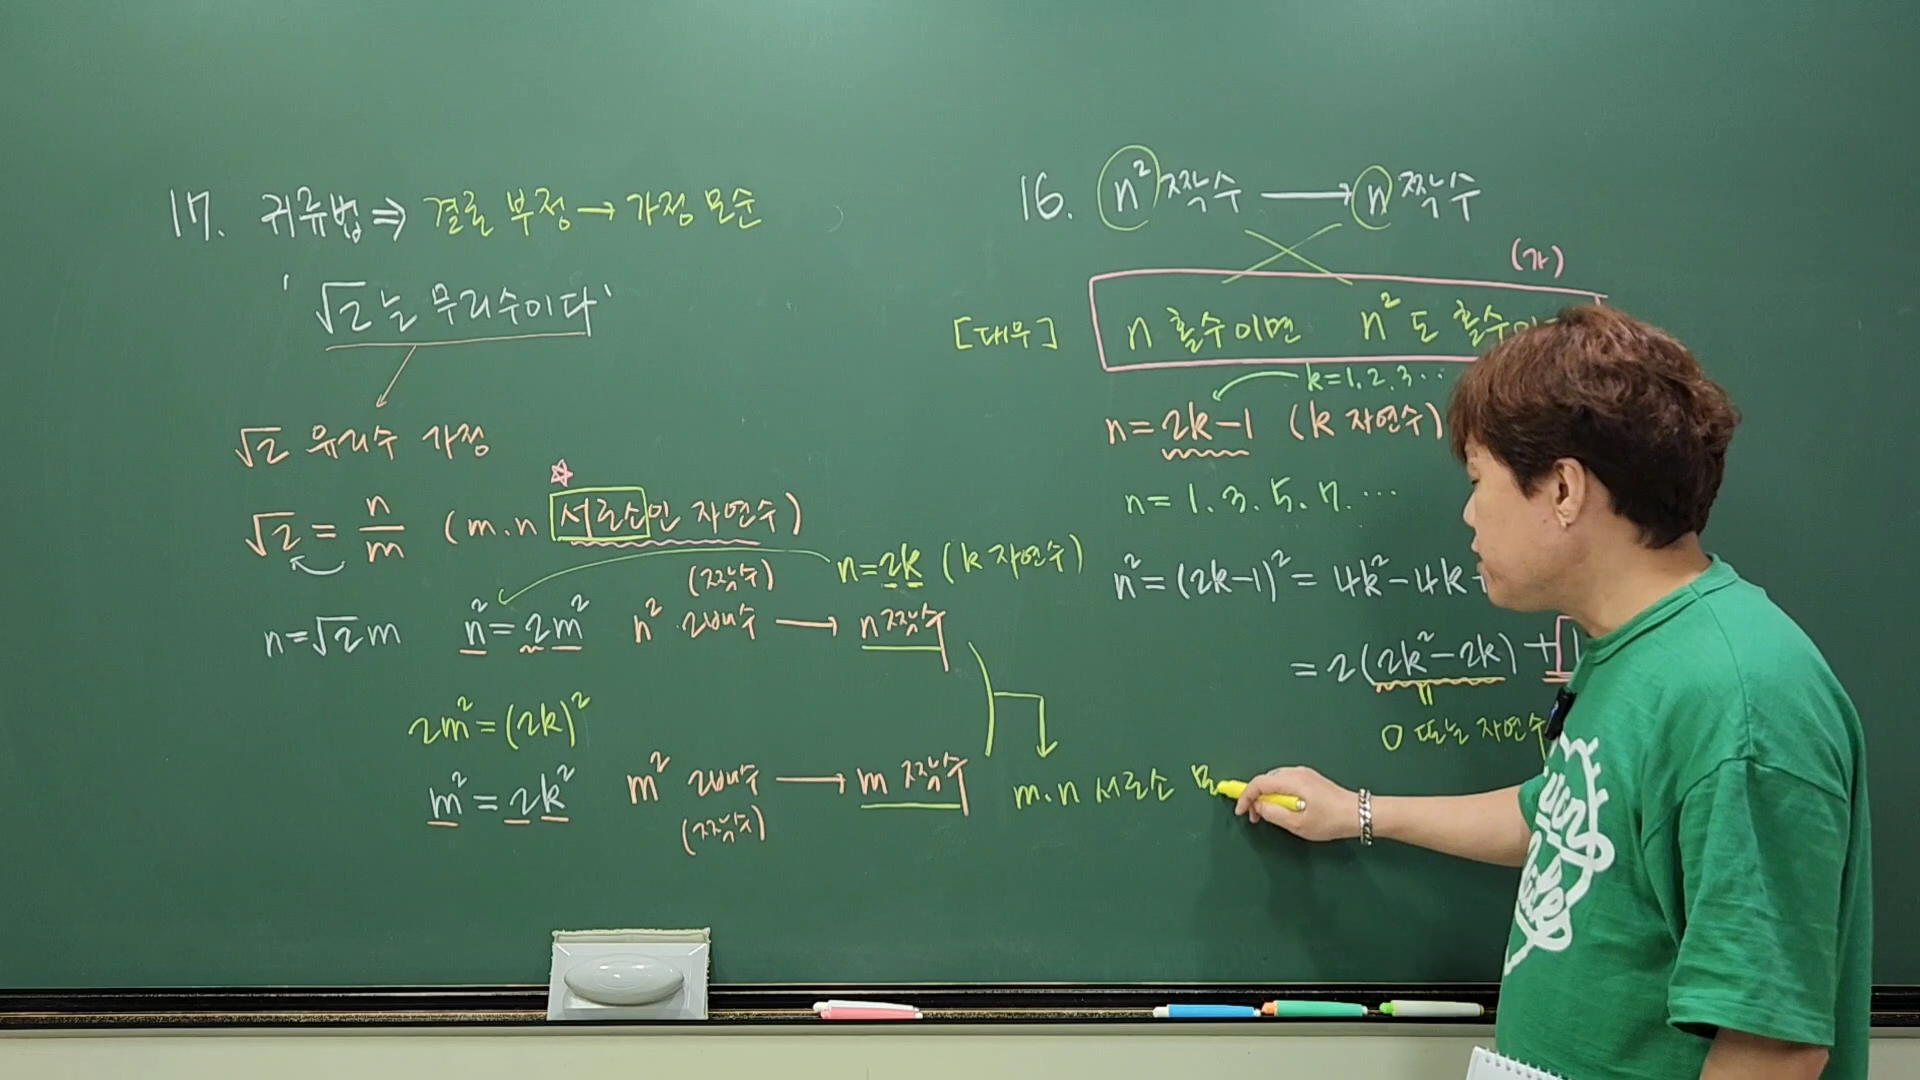 17. 귀류법 ⇒ 결론 부정 → 가정 모순
'√2는 무리수이다'
√2 유리수 가정
√2 = n/m (m.n 서로소인 자연수)
n=2k (k 자연수)
n=√2m n²=2m² n² 2배수 (짝수) → n짝수
2m²=(2k)²
m²=2k² m² 2배수 (짝수) → m 짝수
m.n 서로소 모
16. n² 짝수 → n 짝수
(가)
[대우] n 홀수이면 n²도 홀수이
k=1.2.3…
n=2k-1 (k 자연수)
n=1.3.5.7.…
n²=(2k-1)²=4k²-4k+
=2(2k²-2k)+1
0 또는 자연수